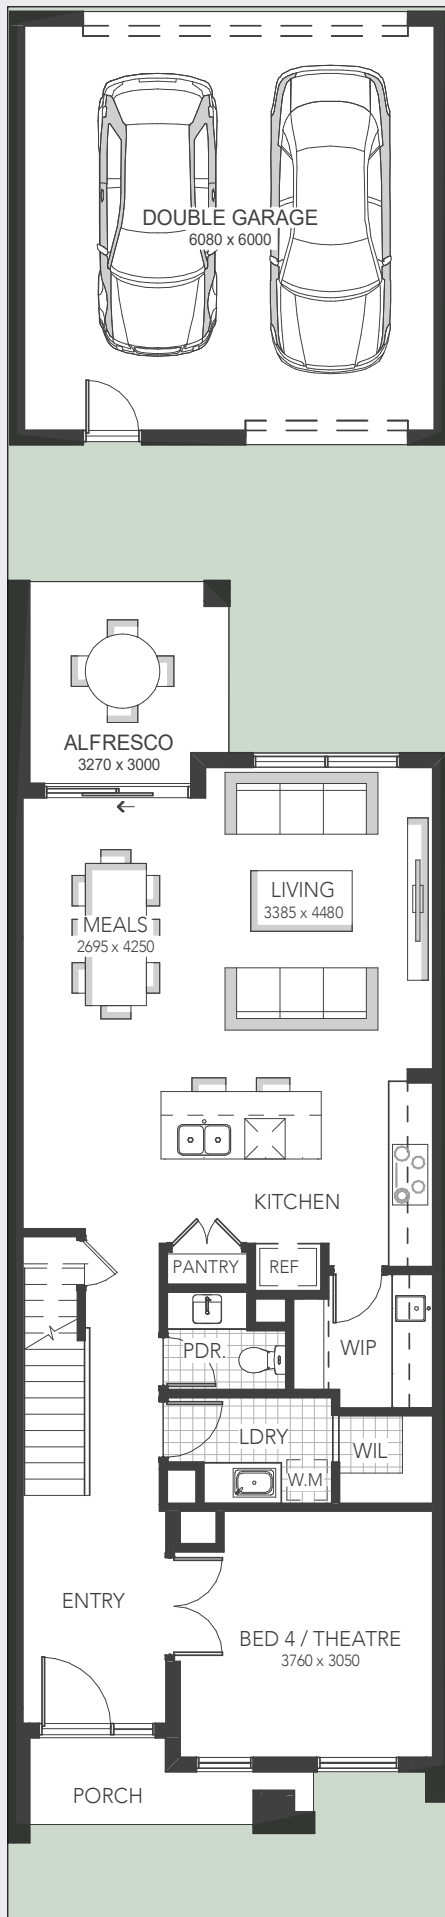 DOUBLE GARAGE
6080 x 6000
ALFRESCO
3270 x 3000
LIVING
3385 x 4480
MEALS
2695 x 4250
KITCHEN
PANTRY
REF
PDR.
WIP
LDRY
WIL
W.M
ENTRY
BED 4 / THEATRE
3760 x 3050
PORCH